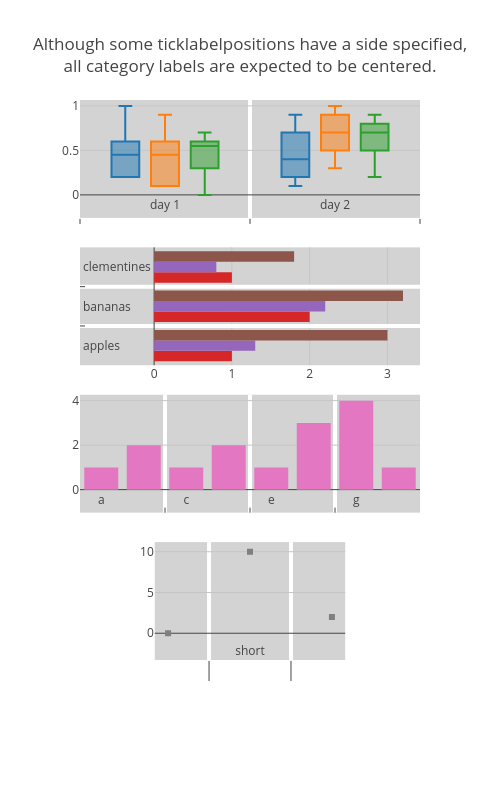 Although some ticklabelpositions have a side specified,
all category labels are expected to be centered.
1
0.5
0
day 1 day 2
clementines
bananas
apples
0 1 2 3
4
2
0
a c e g
10
5
0
short